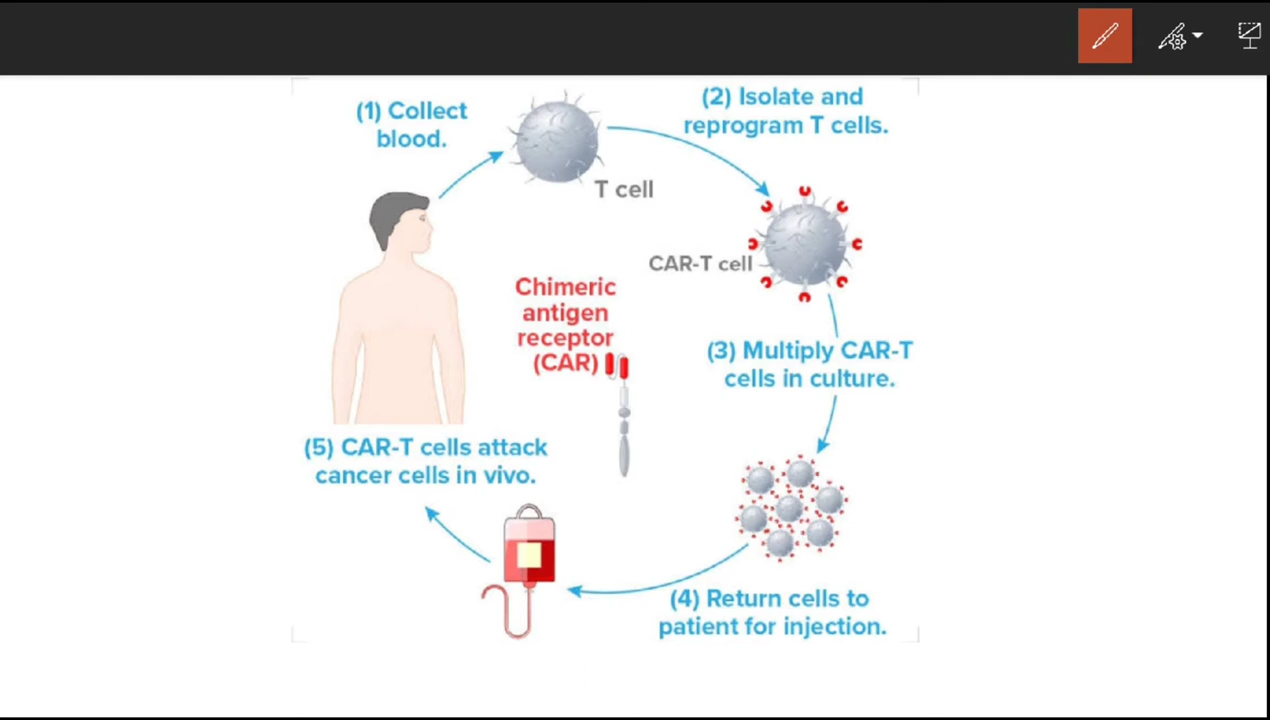 (1) Collect
blood.
T cell
(2) Isolate and
reprogram T cells.
CAR-T cell
Chimeric
antigen
receptor
(CAR)
(3) Multiply CAR-T
cells in culture.
(4) Return cells to
patient for injection.
(5) CAR-T cells attack
cancer cells in vivo.